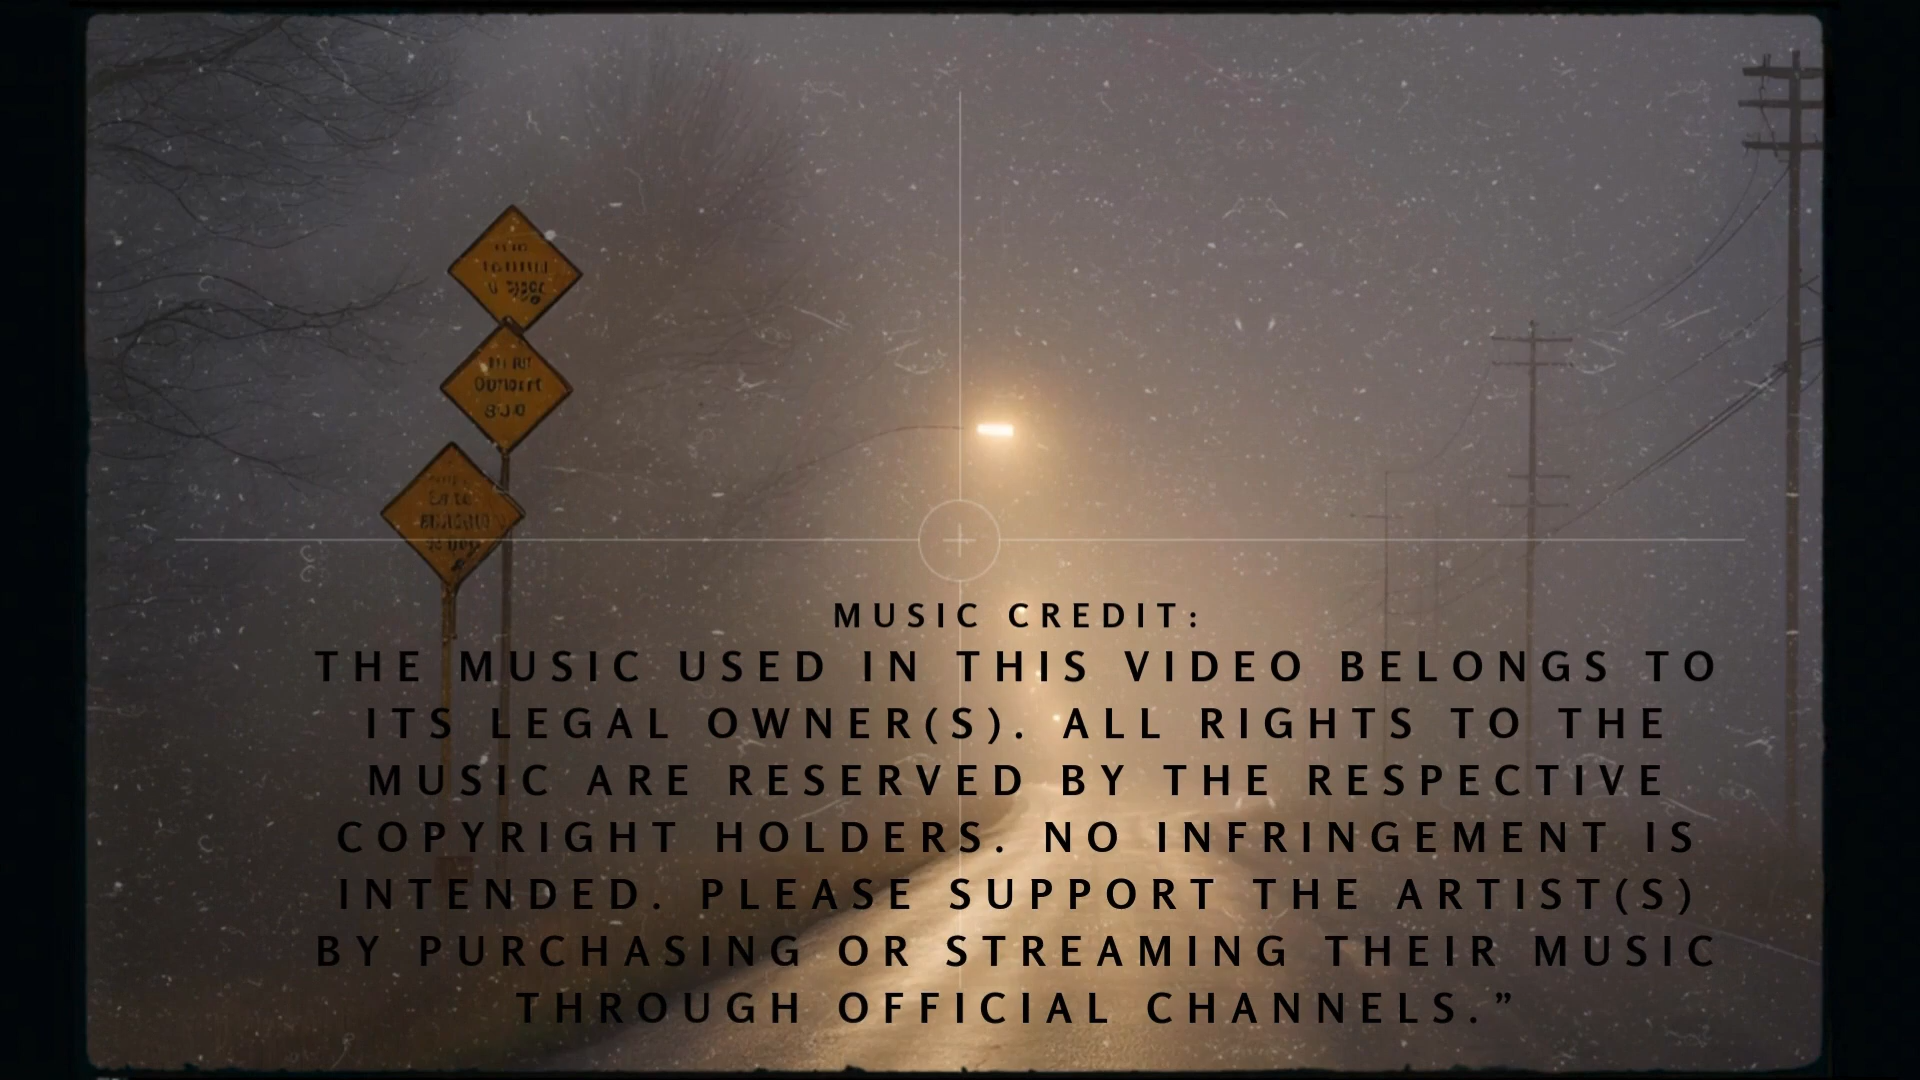 MUSIC CREDIT:
THE MUSIC USED IN THIS VIDEO BELONGS TO
ITS LEGAL OWNER(S). ALL RIGHTS TO THE
MUSIC ARE RESERVED BY THE RESPECTIVE
COPYRIGHT HOLDERS. NO INFRINGEMENT IS
INTENDED. PLEASE SUPPORT THE ARTIST(S)
BY PURCHASING OR STREAMING THEIR MUSIC
THROUGH OFFICIAL CHANNELS.”